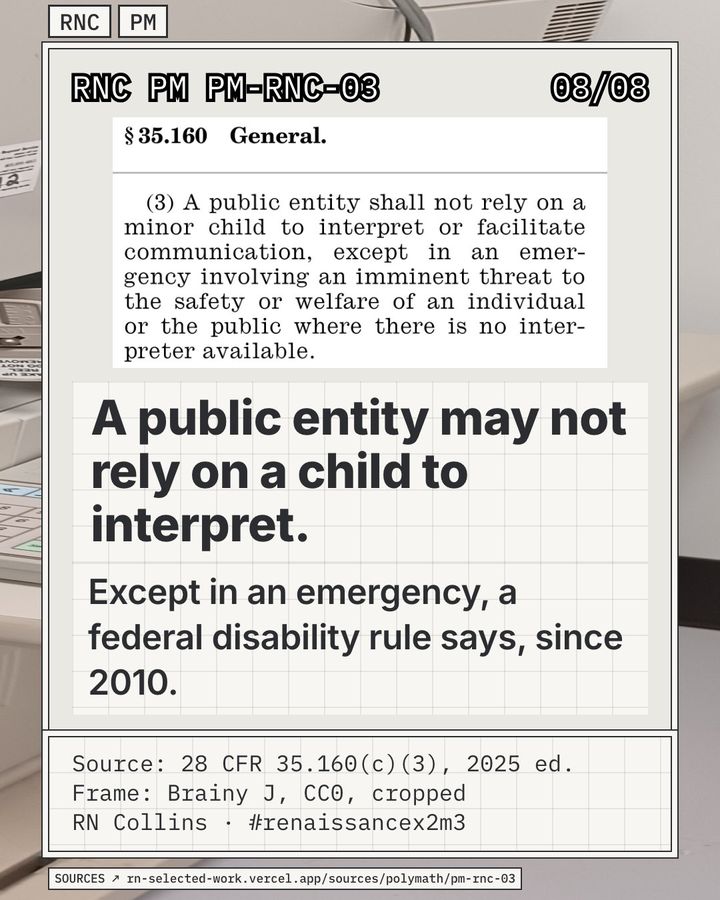 RNC PM
RNC PM PM-RNC-03 08/08
§ 35.160 General.
(3) A public entity shall not rely on a
minor child to interpret or facilitate
communication, except in an emer-
gency involving an imminent threat to
the safety or welfare of an individual
or the public where there is no inter-
preter available.
A public entity may not
rely on a child to
interpret.
Except in an emergency, a
federal disability rule says, since
2010.
Source: 28 CFR 35.160(c)(3), 2025 ed.
Frame: Brainy J, CC0, cropped
RN Collins · #renaissancex2m3
SOURCES ↗ rn-selected-work.vercel.app/sources/polymath/pm-rnc-03